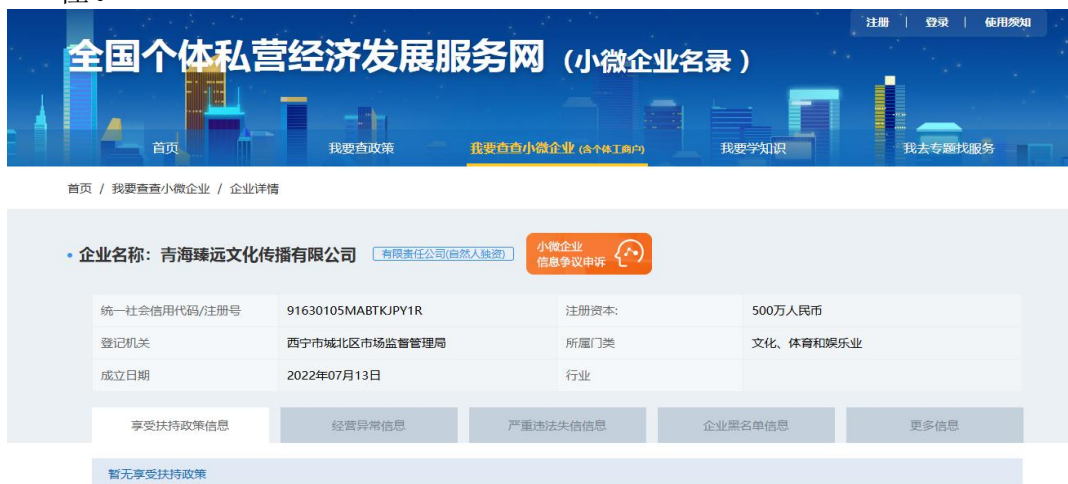 注册 | 登录 | 使用须知
全国个体私营经济发展服务网（小微企业名录）
首页 我要查政策 我要查查小微企业 (含个体工商户) 我要学知识 我去专题找服务
首页 / 我要查查小微企业 / 企业详情
• 企业名称：青海臻远文化传播有限公司 有限责任公司(自然人独资) 小微企业
信息争议申诉
统一社会信用代码/注册号 91630105MABTKJPY1R 注册资本: 500万人民币
登记机关 西宁市城北区市场监督管理局 所属门类 文化、体育和娱乐业
成立日期 2022年07月13日 行业
享受扶持政策信息 经营异常信息 严重违法失信信息 企业黑名单信息 更多信息
暂无享受扶持政策